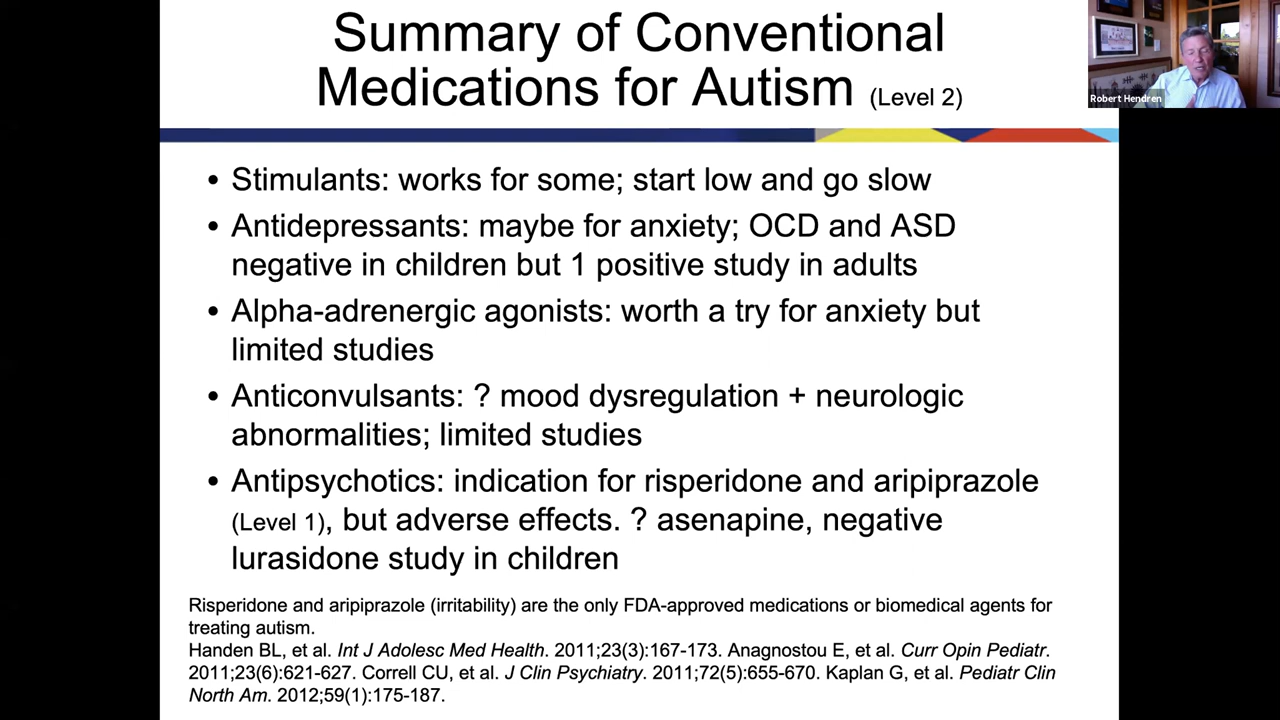 Summary of Conventional
Medications for Autism (Level 2)
Robert Hendren
• Stimulants: works for some; start low and go slow
• Antidepressants: maybe for anxiety; OCD and ASD
negative in children but 1 positive study in adults
• Alpha-adrenergic agonists: worth a try for anxiety but
limited studies
• Anticonvulsants: ? mood dysregulation + neurologic
abnormalities; limited studies
• Antipsychotics: indication for risperidone and aripiprazole
(Level 1), but adverse effects. ? asenapine, negative
lurasidone study in children
Risperidone and aripiprazole (irritability) are the only FDA-approved medications or biomedical agents for
treating autism.
Handen BL, et al. Int J Adolesc Med Health. 2011;23(3):167-173. Anagnostou E, et al. Curr Opin Pediatr.
2011;23(6):621-627. Correll CU, et al. J Clin Psychiatry. 2011;72(5):655-670. Kaplan G, et al. Pediatr Clin
North Am. 2012;59(1):175-187.